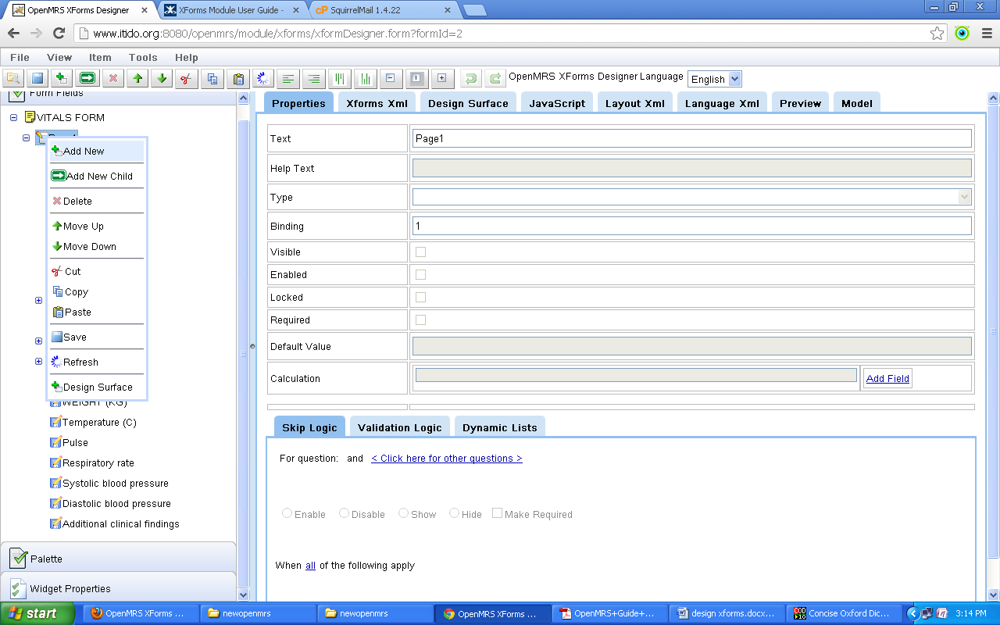 OpenMRS XForms Designer
XForms Module User Guide -
SquirrelMail 1.4.22
www.itido.org:8080/openmrs/module/xforms/xformDesigner.form?formId=2
File View Item Tools Help
OpenMRS XForms Designer Language English
Form Fields
VITALS FORM
Add New
Add New Child
Delete
Move Up
Move Down
Cut
Copy
Paste
Save
Refresh
Design Surface
WEIGHT (KG)
Temperature (C)
Pulse
Respiratory rate
Systolic blood pressure
Diastolic blood pressure
Additional clinical findings
Palette
Widget Properties
Properties Xforms Xml Design Surface JavaScript Layout Xml Language Xml Preview Model
Text Page1
Help Text
Type
Binding 1
Visible
Enabled
Locked
Required
Default Value
Calculation Add Field
Skip Logic Validation Logic Dynamic Lists
For question: and < Click here for other questions >
Enable Disable Show Hide Make Required
When all of the following apply
start OpenMRS XForms ... newopenmrs newopenmrs OpenMRS XForms ... OpenMRS+Guide+... design xforms.docx... Concise Oxford Dic... 3:14 PM